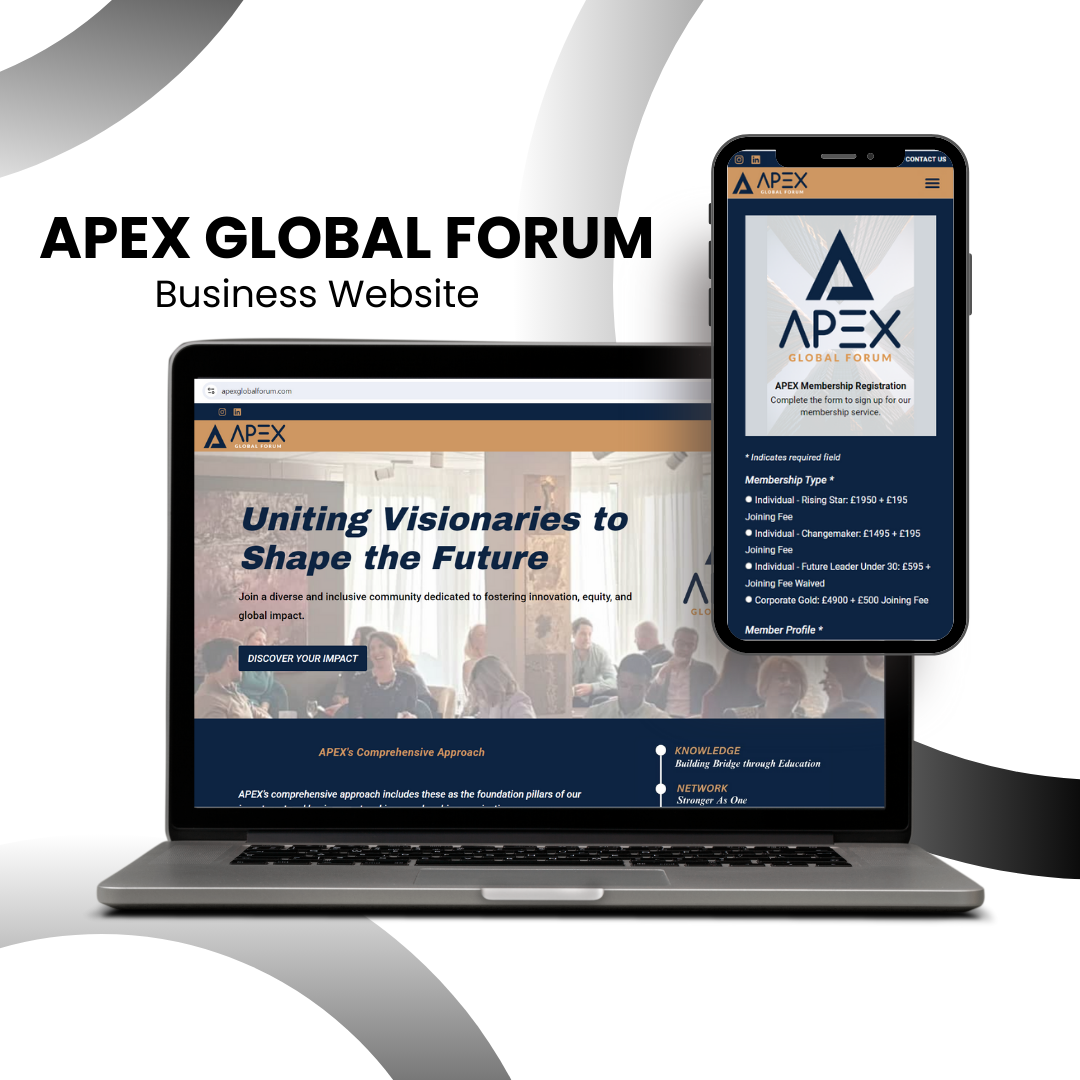 APEX GLOBAL FORUM
Business Website
apexglobalforum.com
APEX
GLOBAL FORUM
Uniting Visionaries to
Shape the Future
Join a diverse and inclusive community dedicated to fostering innovation, equity, and
global impact.
DISCOVER YOUR IMPACT
APEX's Comprehensive Approach
APEX's comprehensive approach includes these as the foundation pillars of our
KNOWLEDGE
Building Bridge through Education
NETWORK
Stronger As One
CONTACT US
APEX
GLOBAL FORUM
APEX
GLOBAL FORUM
APEX Membership Registration
Complete the form to sign up for our
membership service.
* Indicates required field
Membership Type *
Individual - Rising Star: £1950 + £195
Joining Fee
Individual - Changemaker: £1495 + £195
Joining Fee
Individual - Future Leader Under 30: £595 +
Joining Fee Waived
Corporate Gold: £4900 + £500 Joining Fee
Member Profile *